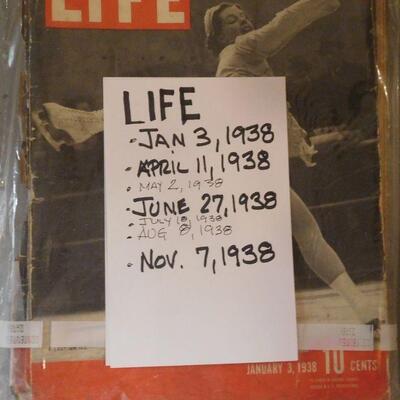 LIFE
LIFE
· JAN 3, 1938
· APRIL 11, 1938
· MAY 2, 1938
· JUNE 27, 1938
· JULY 18, 1938
· AUG 8, 1938
· NOV. 7, 1938
JANUARY 3, 1938 10 CENTS